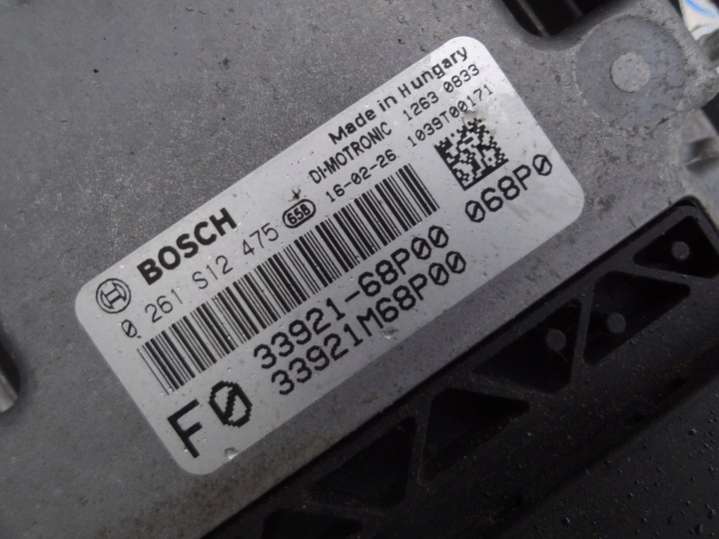 Made in Hungary
DI-MOTRONIC 1263 0833
BOSCH
0 261 S12 475 658 16-02-26 1039T00171
068P0
33921-68P00
33921M68P00
F0